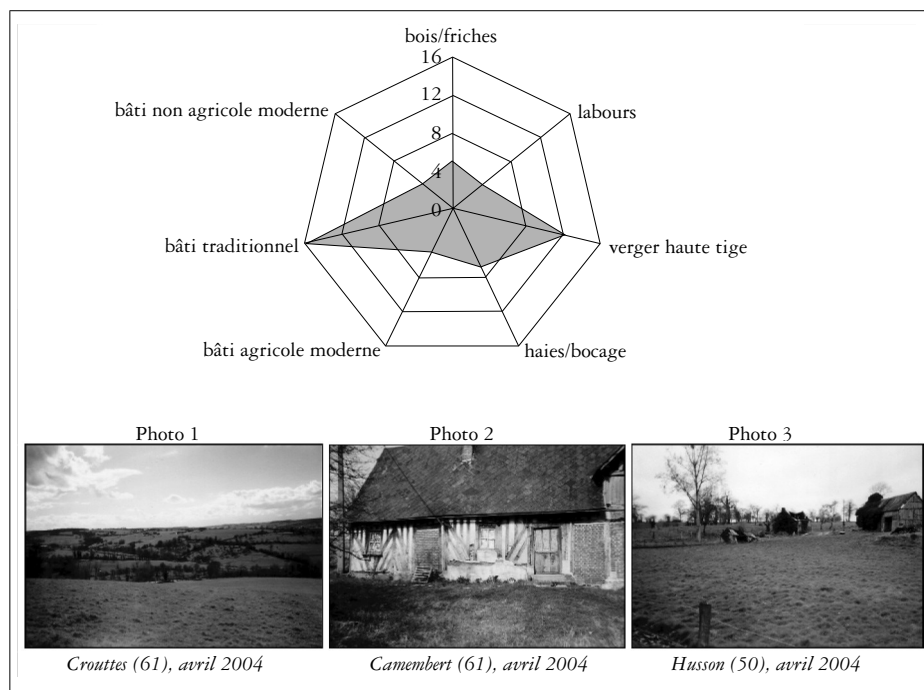 bois/friches
16
12
8
4
0
bâti non agricole moderne
labours
bâti traditionnel
verger haute tige
bâti agricole moderne
haies/bocage
Photo 1
Photo 2
Photo 3
Crouttes (61), avril 2004
Camembert (61), avril 2004
Husson (50), avril 2004